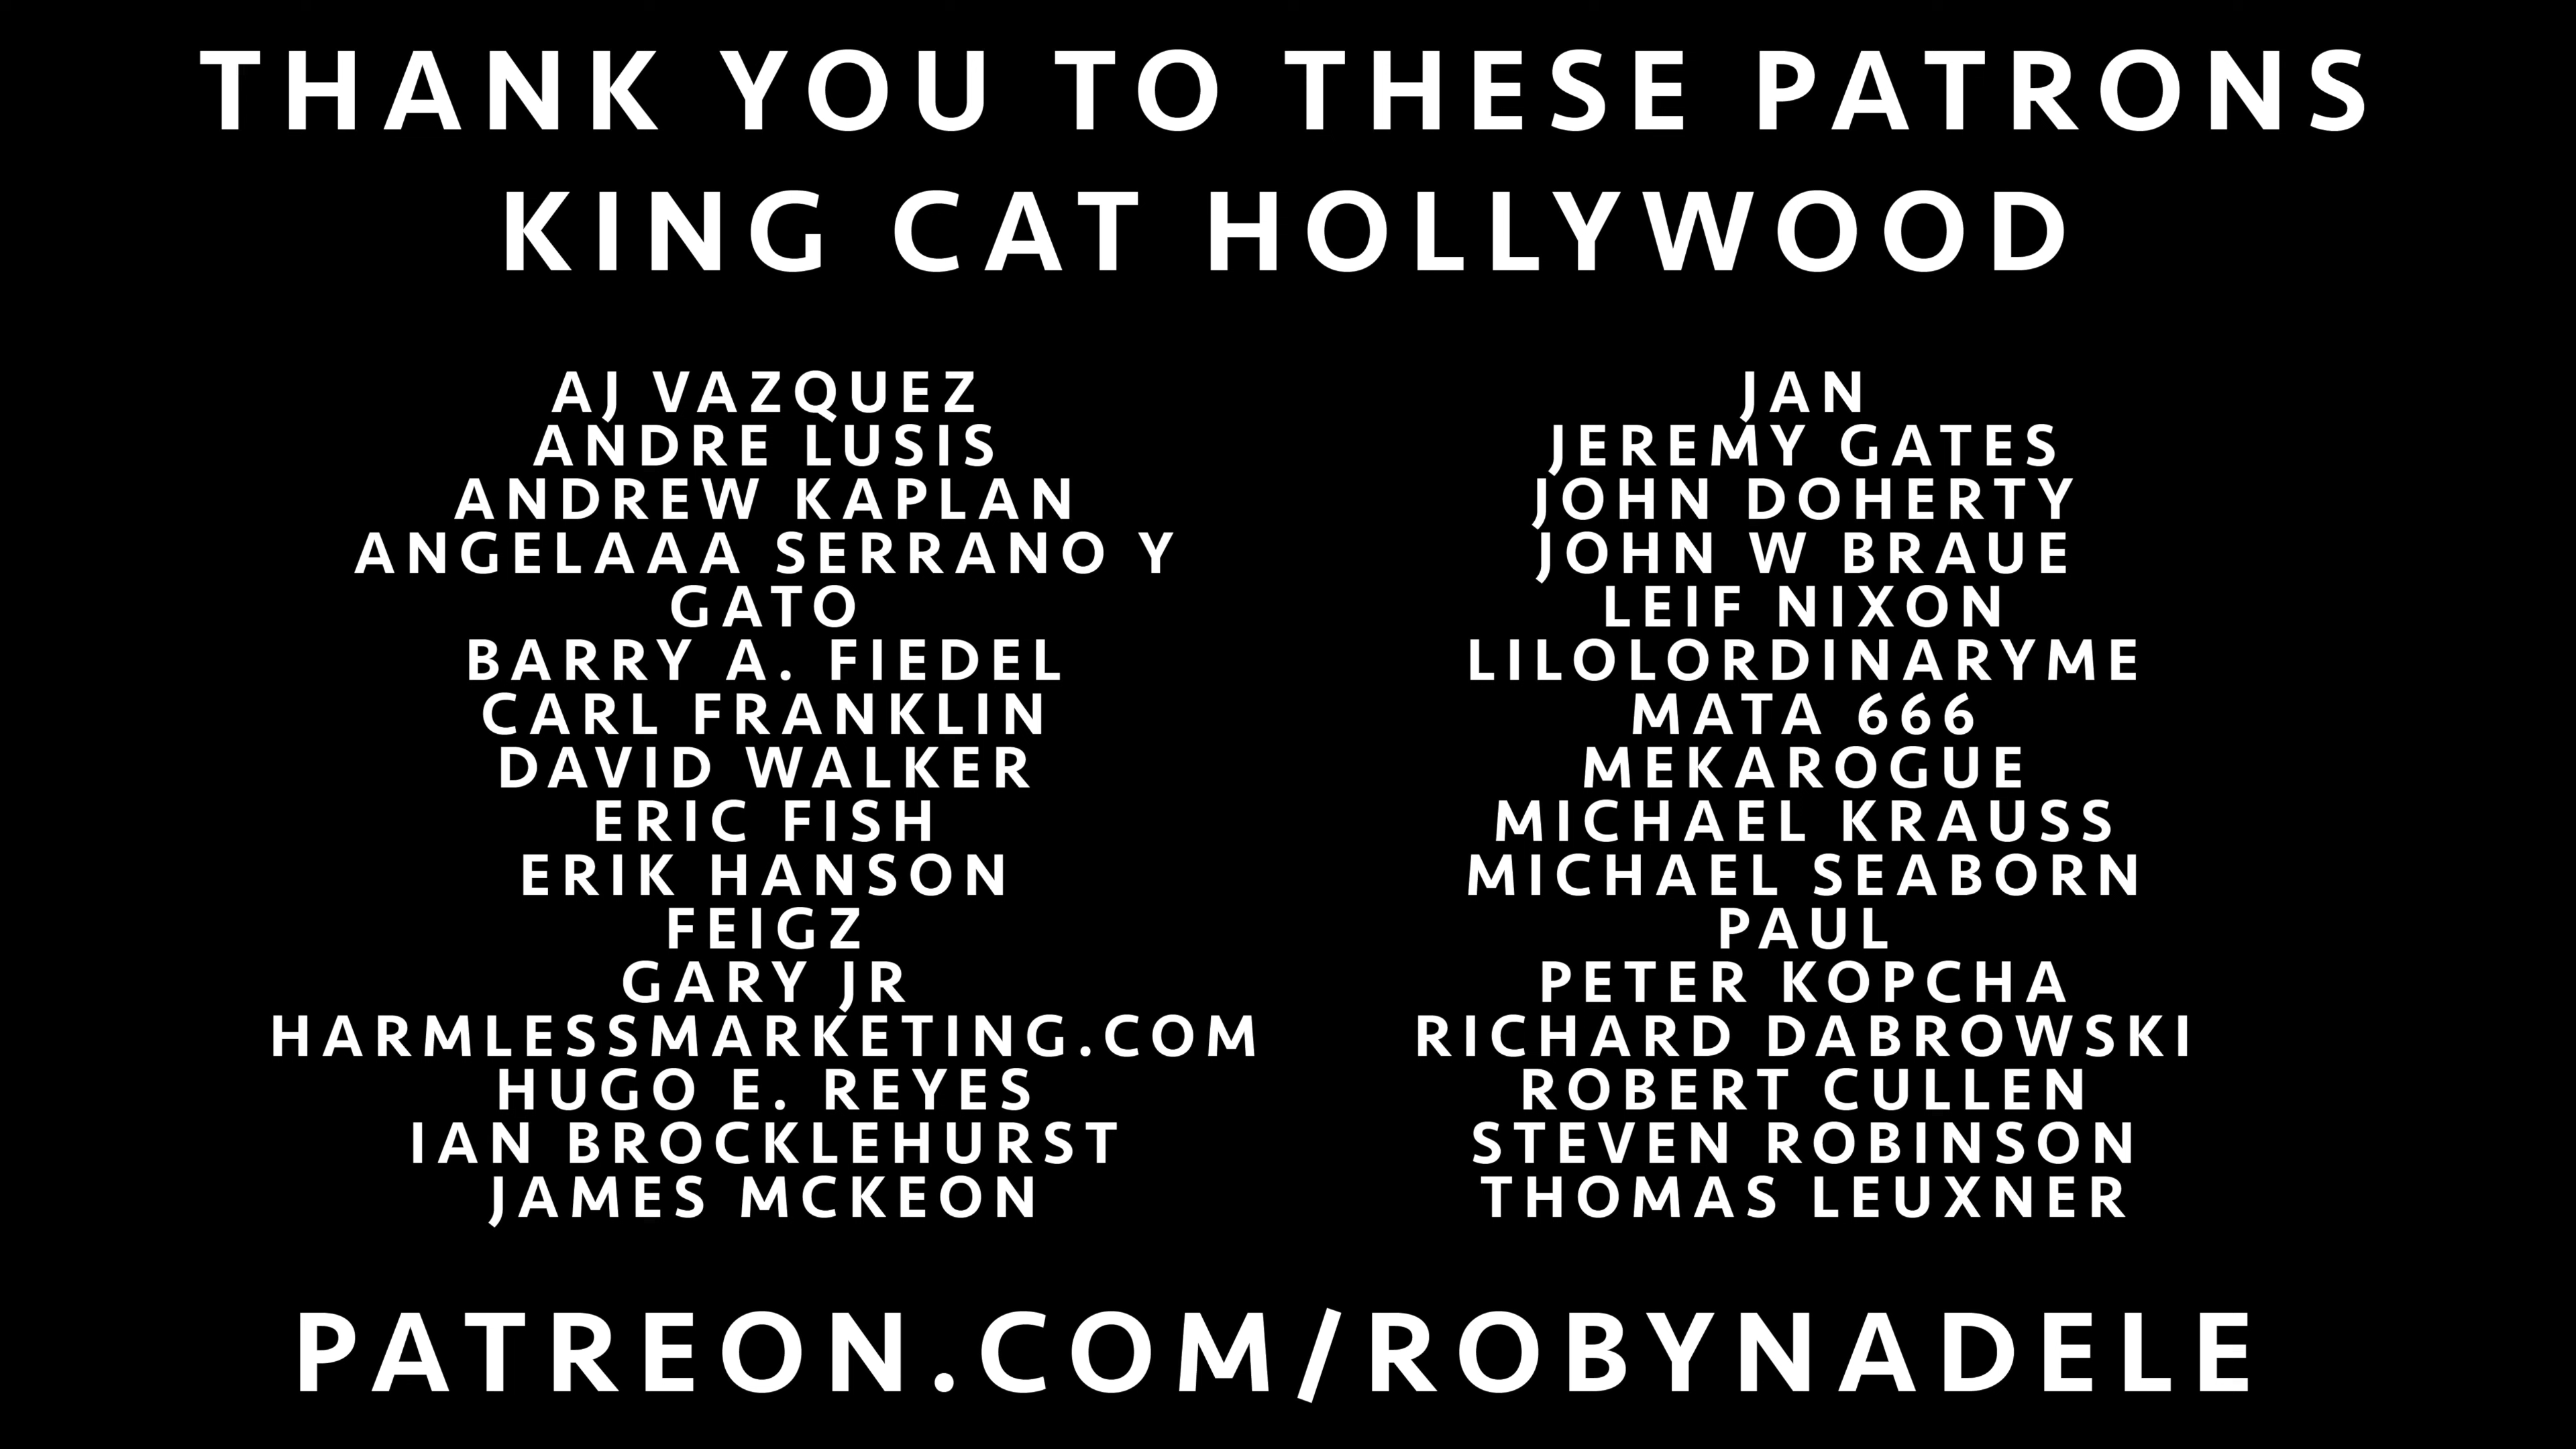 THANK YOU TO THESE PATRONS
KING CAT HOLLYWOOD
AJ VAZQUEZ
ANDRE LUSIS
ANDREW KAPLAN
ANGELAAA SERRANO Y
GATO
BARRY A. FIEDEL
CARL FRANKLIN
DAVID WALKER
ERIC FISH
ERIK HANSON
FEIGZ
GARY JR
HARMLESSMARKETING.COM
HUGO E. REYES
IAN BROCKLEHURST
JAMES MCKEON
JAN
JEREMY GATES
JOHN DOHERTY
JOHN W BRAUE
LEIF NIXON
LILOLORDINARYME
MATA 666
MEKAROGUE
MICHAEL KRAUSS
MICHAEL SEABORN
PAUL
PETER KOPCHA
RICHARD DABROWSKI
ROBERT CULLEN
STEVEN ROBINSON
THOMAS LEUXNER
PATREON.COM/ROBYNADELE